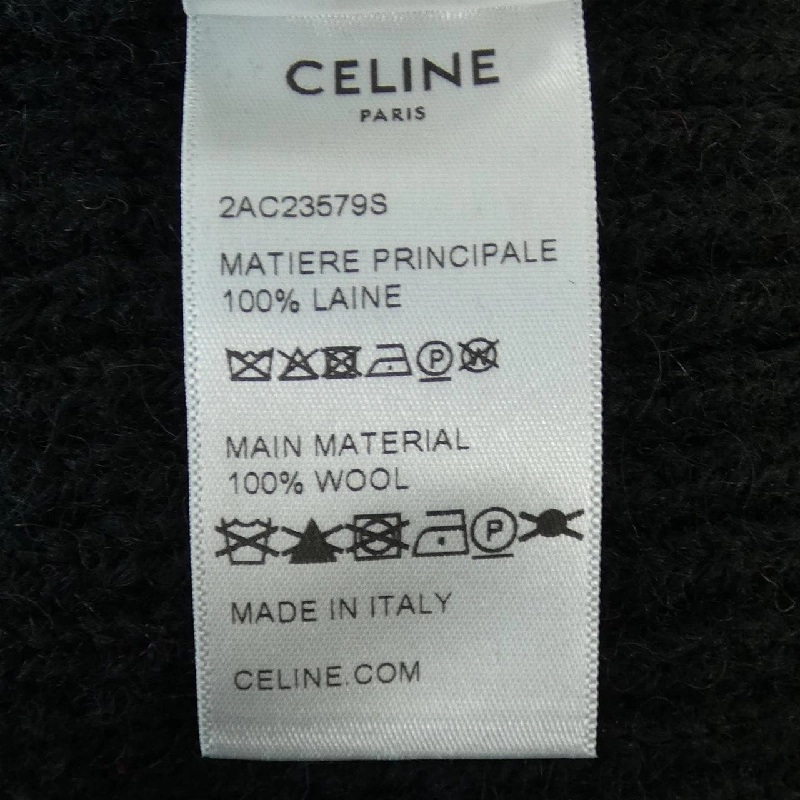 CELINE
PARIS
2AC23579S
MATIERE PRINCIPALE
100% LAINE
P W
MAIN MATERIAL
100% WOOL
P
MADE IN ITALY
CELINE.COM